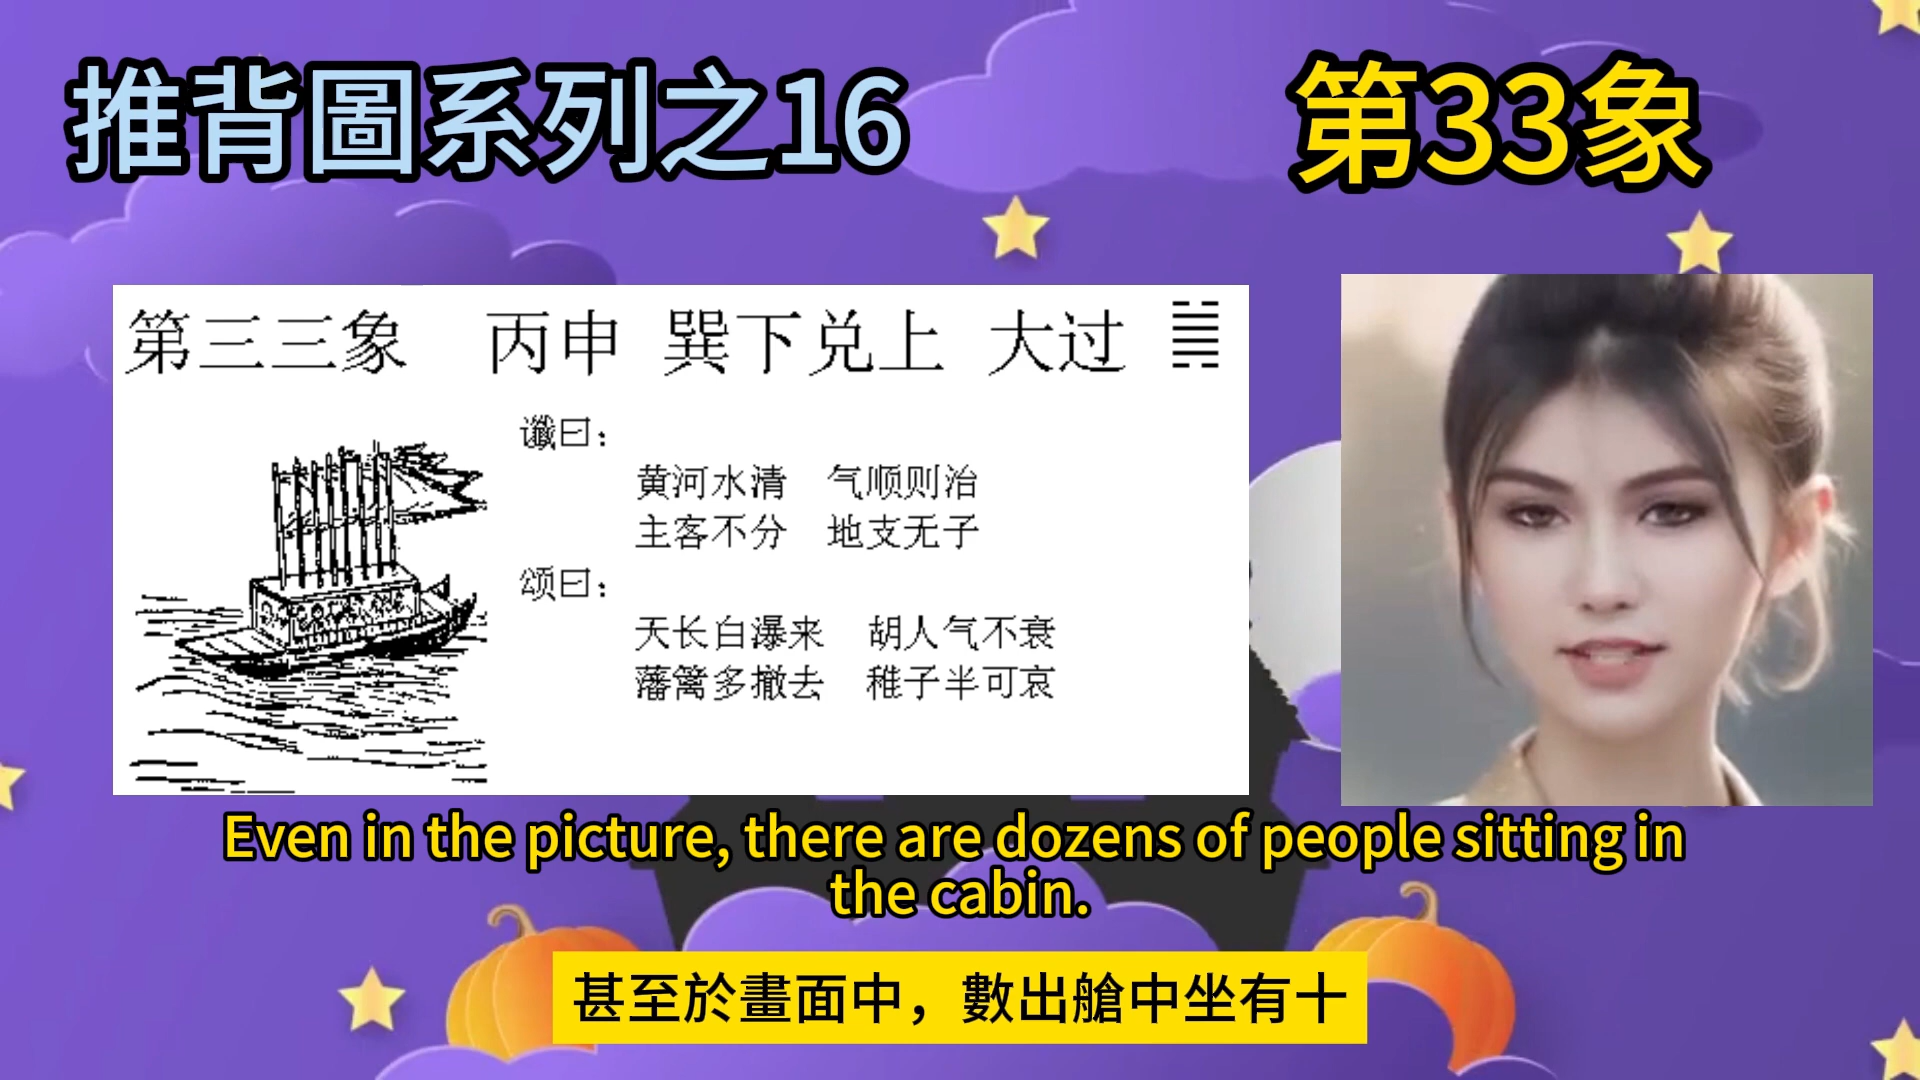 推背圖系列之16
第33象
第三三象 丙申 巽下兑上 大过 ䷛
谶曰：
黄河水清 气顺则治
主客不分 地支无子
颂曰：
天长白瀑来 胡人气不衰
藩篱多撤去 稚子半可哀
Even in the picture, there are dozens of people sitting in
the cabin.
甚至於畫面中，數出艙中坐有十